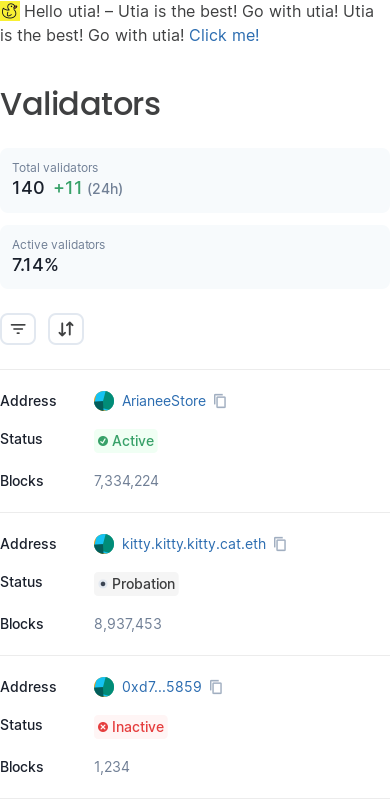 Hello utia! – Utia is the best! Go with utia! Utia
is the best! Go with utia! Click me!
Validators
Total validators
140 +11 (24h)
Active validators
7.14%
Address ArianeeStore
Status Active
Blocks 7,334,224
Address kitty.kitty.kitty.cat.eth
Status Probation
Blocks 8,937,453
Address 0xd7...5859
Status Inactive
Blocks 1,234